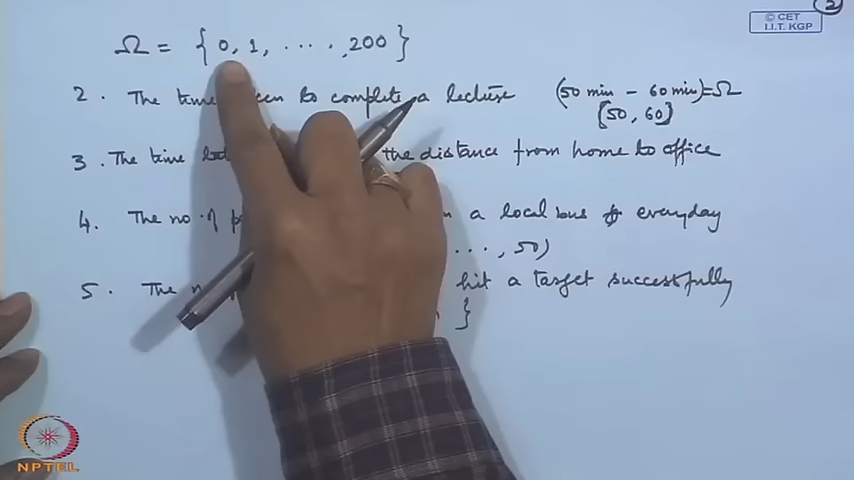 2
© CET
I.I.T. KGP
Ω = { 0, 1, ...., 200 }
2. The time to complete a lecture (50 min - 60 min) = Ω
[50, 60]
3. The time the distance from home to office
4. The no. of in a local bus everyday
..., 50)
5. The hit a target successfully
}
NPTEL